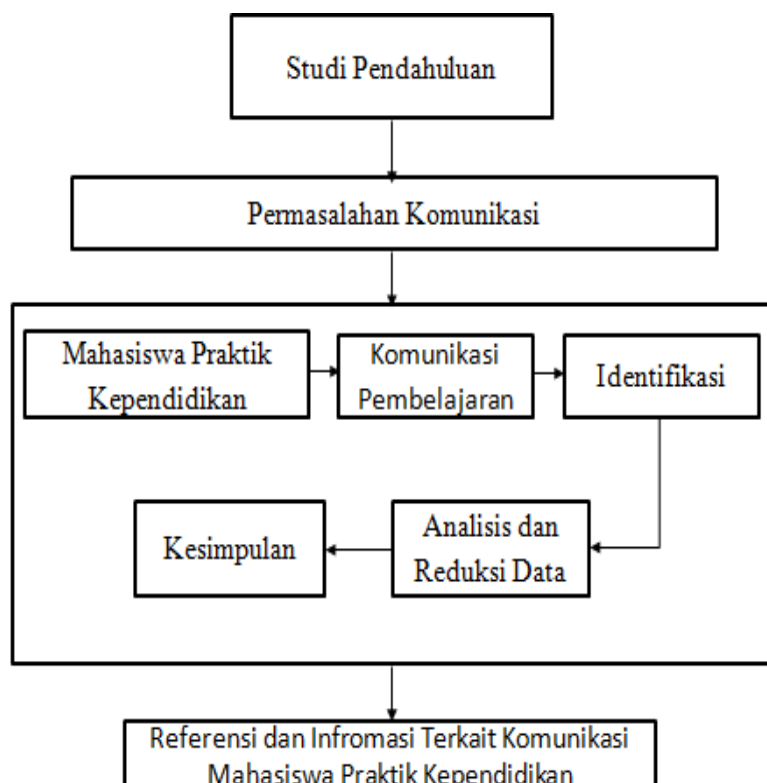 Studi Pendahuluan
Permasalahan Komunikasi
Mahasiswa Praktik
Kependidikan
Komunikasi
Pembelajaran
Identifikasi
Analisis dan
Reduksi Data
Kesimpulan
Referensi dan Infromasi Terkait Komunikasi
Mahasiswa Praktik Kependidikan